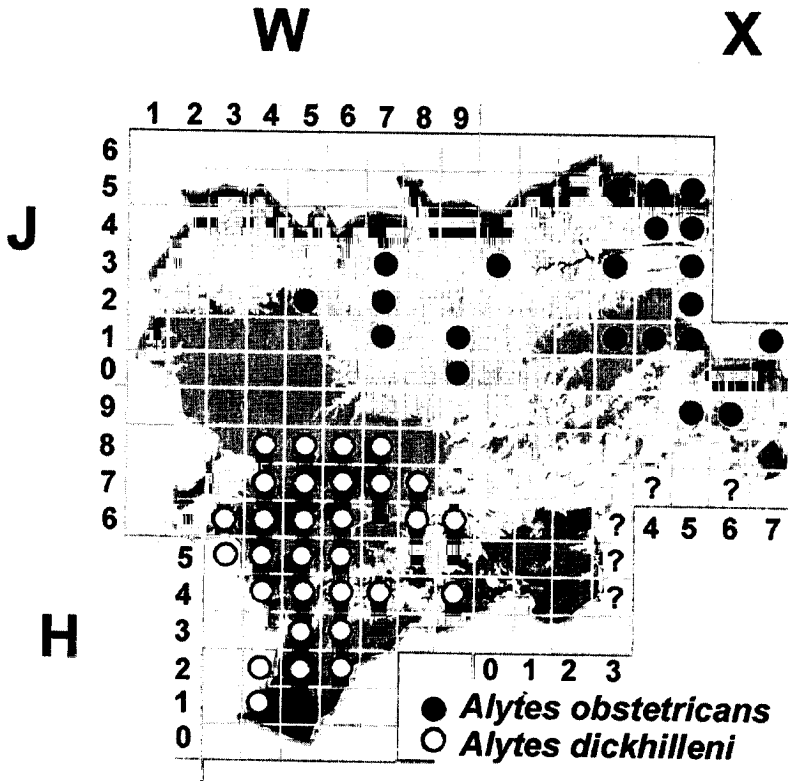 W X
1 2 3 4 5 6 7 8 9
6
5
J
4
3
2
1
0
9
8
7 ? ?
6 ? 4 5 6 7
5 ?
4 ?
H
3
2 0 1 2 3
1 Alytes obstetricans
0 Alytes dickhilleni